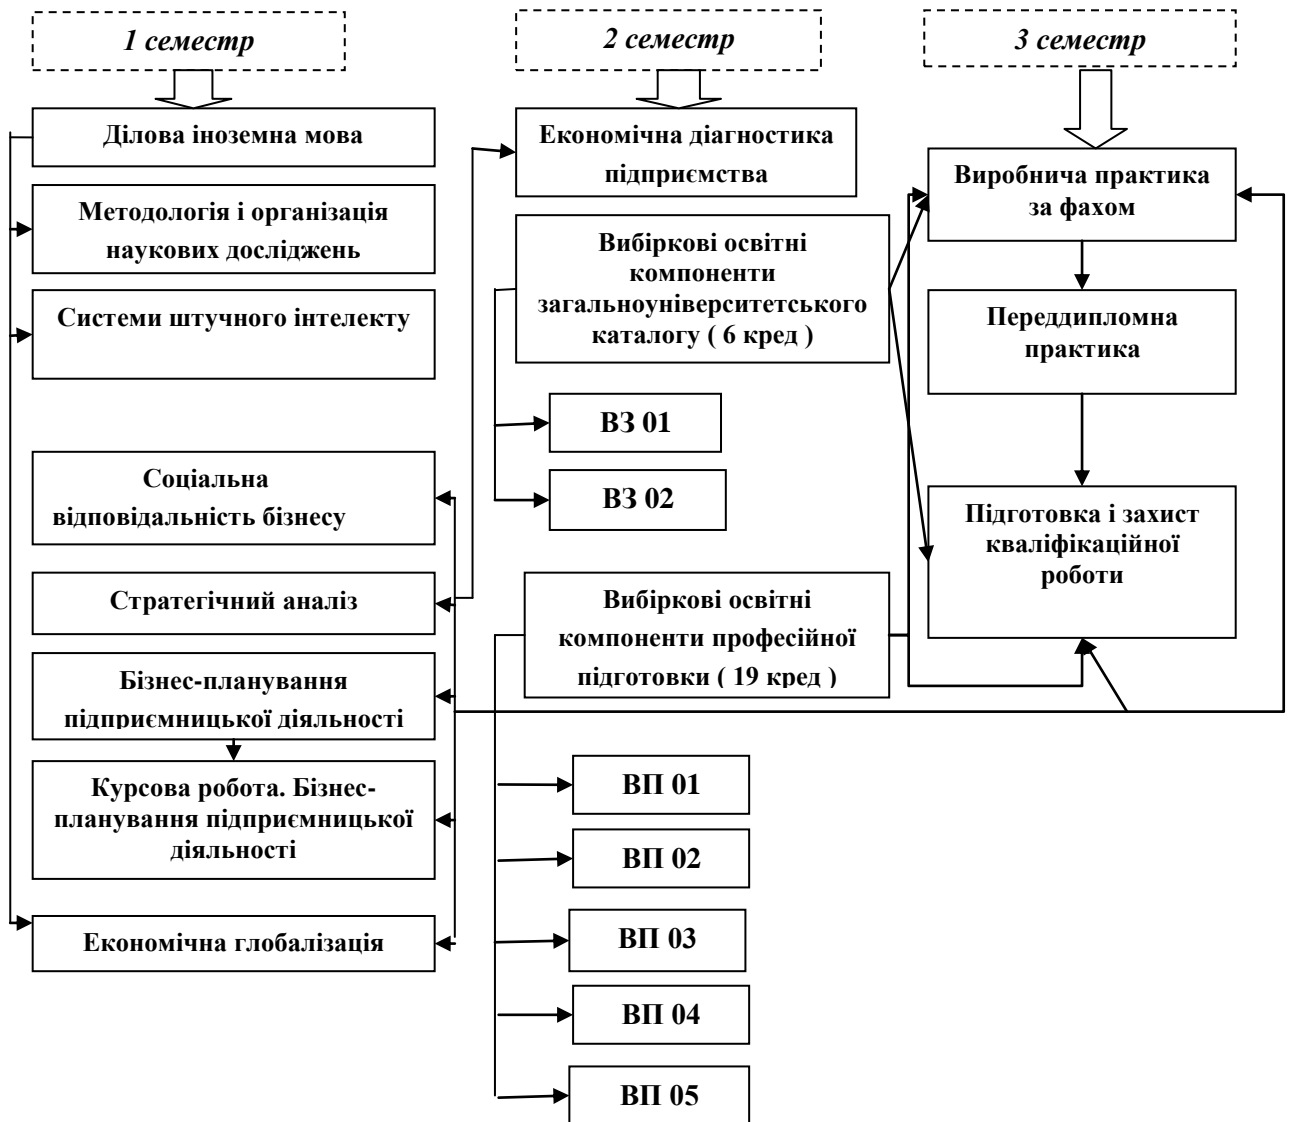 1 семестр
2 семестр
3 семестр
Ділова іноземна мова
Методологія і організація
наукових досліджень
Системи штучного інтелекту
Соціальна
відповідальність бізнесу
Стратегічний аналіз
Бізнес-планування
підприємницької діяльності
Курсова робота. Бізнес-
планування підприємницької
діяльності
Економічна глобалізація
Економічна діагностика
підприємства
Вибіркові освітні
компоненти
загальноуніверситетського
каталогу ( 6 кред )
ВЗ 01
ВЗ 02
Вибіркові освітні
компоненти професійної
підготовки ( 19 кред )
ВП 01
ВП 02
ВП 03
ВП 04
ВП 05
Виробнича практика
за фахом
Переддипломна
практика
Підготовка і захист
кваліфікаційної
роботи